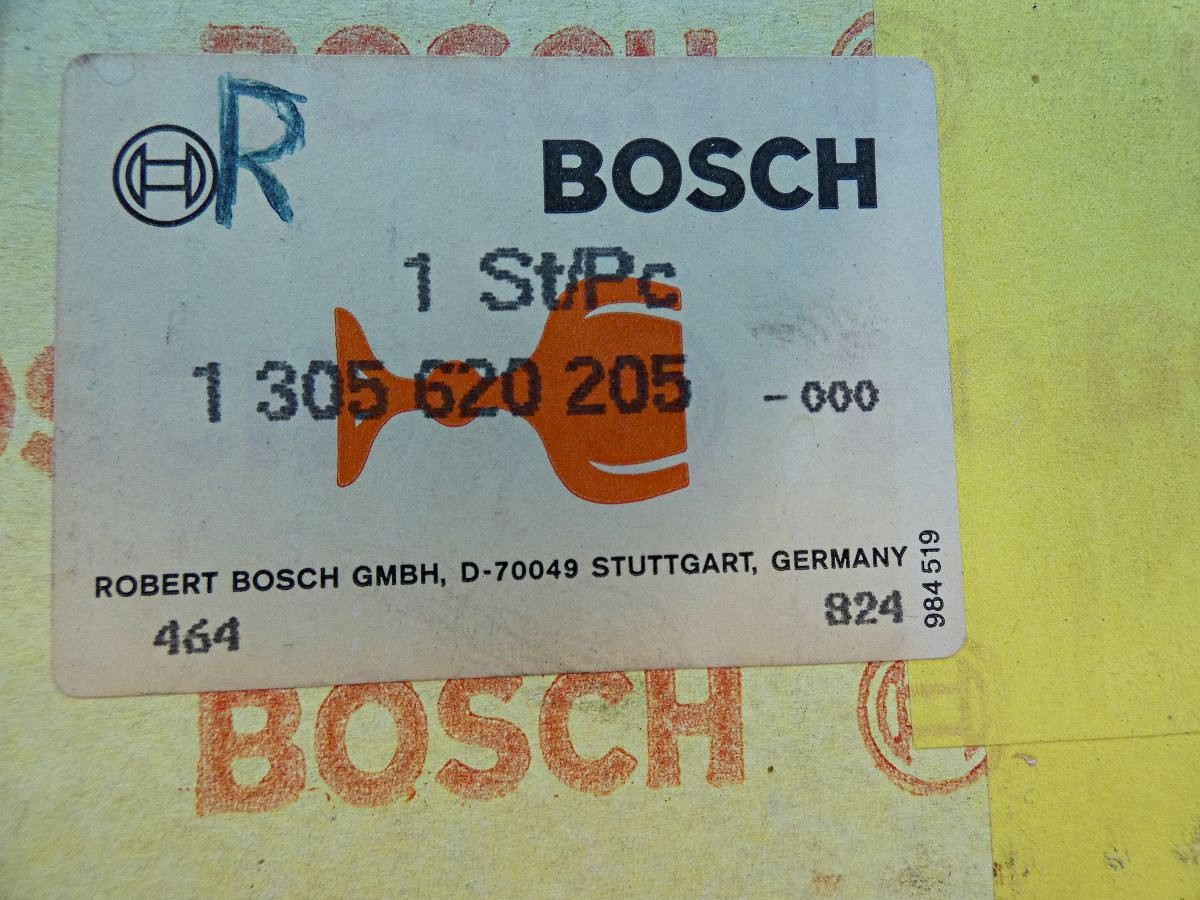 BOSCH
R
BOSCH
1 St/Pc
1 305 620 205 - 000
ROBERT BOSCH GMBH, D-70049 STUTTGART, GERMANY
984 519
464
824
BOSCH